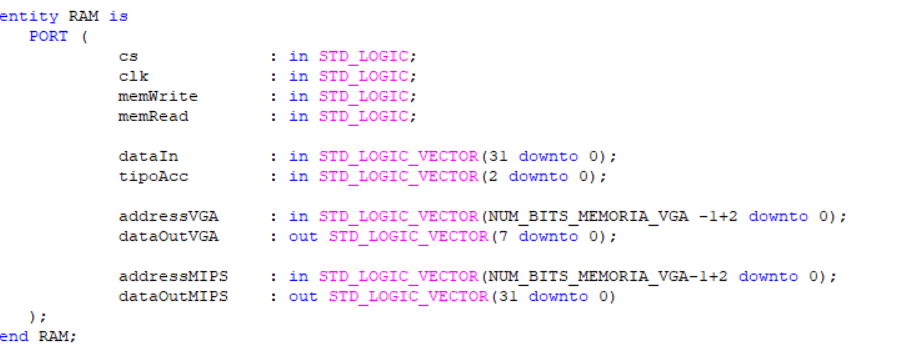 entity RAM is
PORT (
cs : in STD_LOGIC;
clk : in STD_LOGIC;
memWrite : in STD_LOGIC;
memRead : in STD_LOGIC;
dataIn : in STD_LOGIC_VECTOR(31 downto 0);
tipoAcc : in STD_LOGIC_VECTOR(2 downto 0);
addressVGA : in STD_LOGIC_VECTOR(NUM_BITS_MEMORIA_VGA -1+2 downto 0);
dataOutVGA : out STD_LOGIC_VECTOR(7 downto 0);
addressMIPS : in STD_LOGIC_VECTOR(NUM_BITS_MEMORIA_VGA-1+2 downto 0);
dataOutMIPS : out STD_LOGIC_VECTOR(31 downto 0)
);
end RAM;